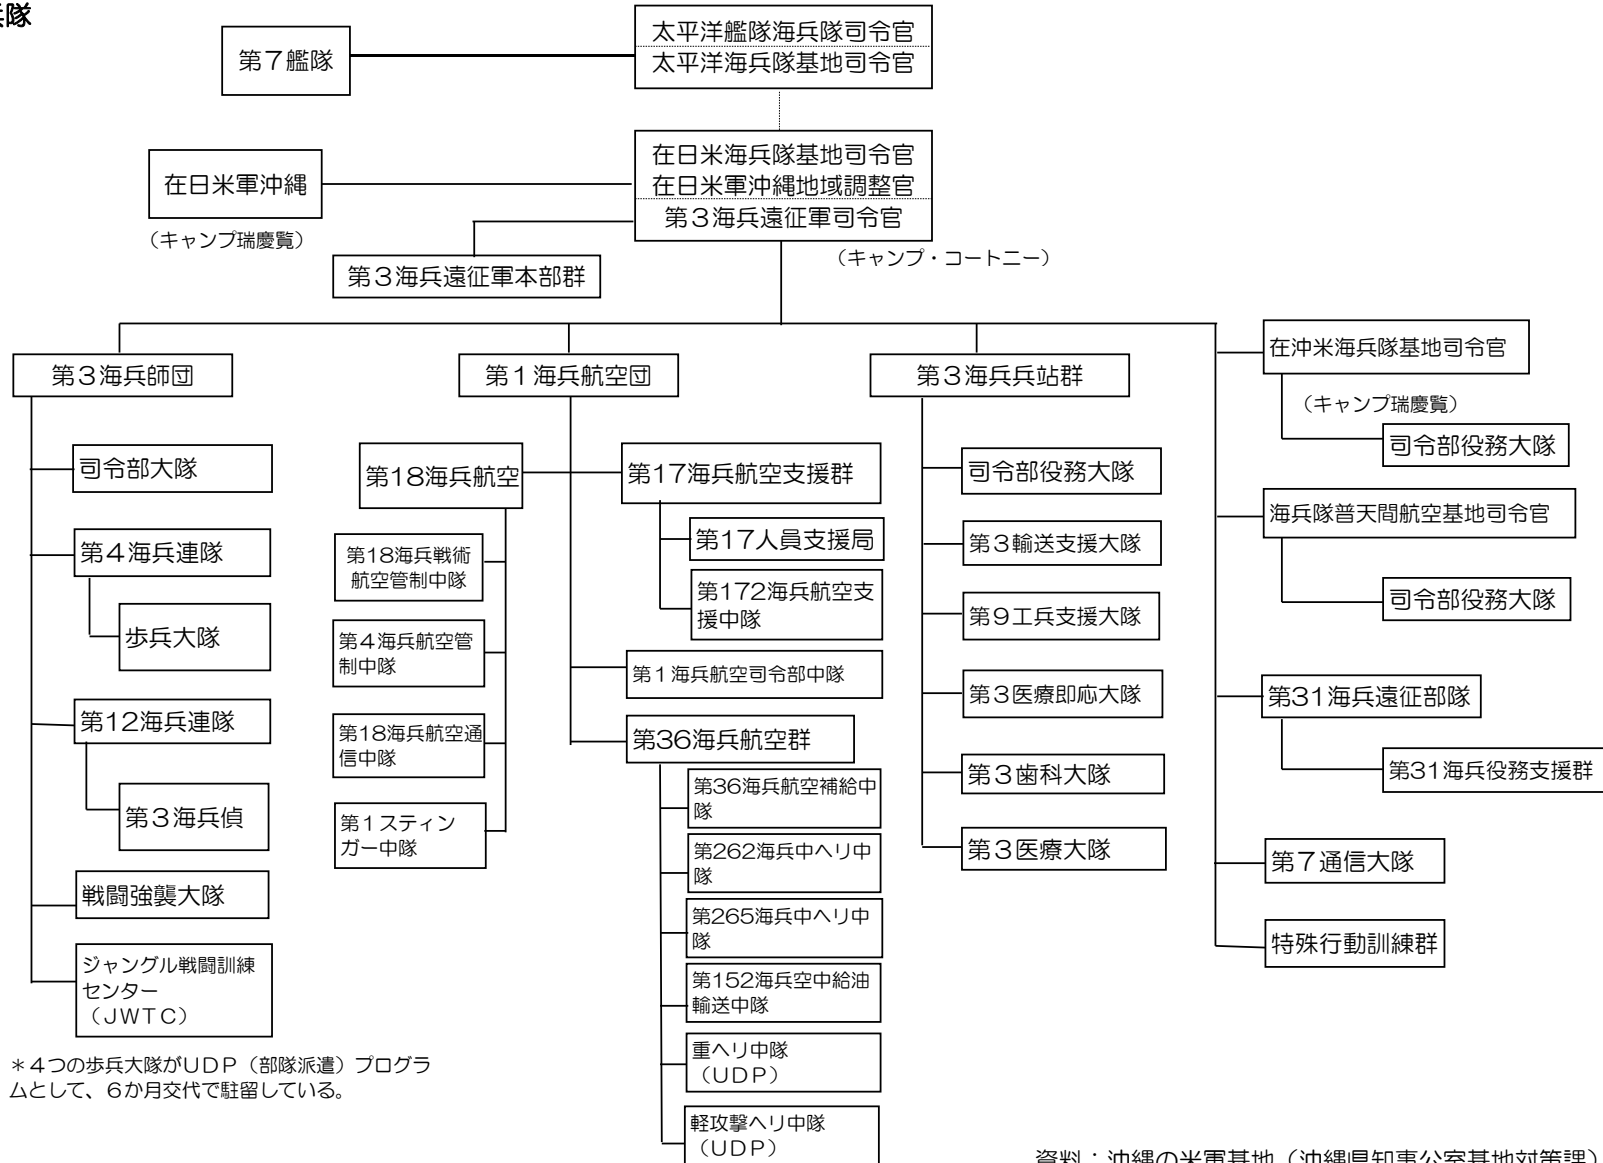 兵隊
第７艦隊
太平洋艦隊海兵隊司令官
太平洋海兵隊基地司令官
在日米軍沖縄
（キャンプ瑞慶覧）
在日米海兵隊基地司令官
在日米軍沖縄地域調整官
第３海兵遠征軍司令官
（キャンプ・コートニー）
第３海兵遠征軍本部群
第３海兵師団
司令部大隊
第４海兵連隊
歩兵大隊
第12海兵連隊
第３海兵偵
戦闘強襲大隊
ジャングル戦闘訓練
センター
（ＪＷＴＣ）
＊４つの歩兵大隊がＵＤＰ（部隊派遣）プログラ
ムとして、６か月交代で駐留している。
第１海兵航空団
第18海兵航空
第18海兵戦術
航空管制中隊
第４海兵航空管
制中隊
第18海兵航空通
信中隊
第１スティン
ガー中隊
第17海兵航空支援群
第17人員支援局
第172海兵航空支
援中隊
第１海兵航空司令部中隊
第36海兵航空群
第36海兵航空補給中
隊
第262海兵中ヘリ中
隊
第265海兵中ヘリ中
隊
第152海兵空中給油
輸送中隊
重ヘリ中隊
（ＵＤＰ）
軽攻撃ヘリ中隊
（ＵＤＰ）
第３海兵兵站群
司令部役務大隊
第３輸送支援大隊
第９工兵支援大隊
第３医療即応大隊
第３歯科大隊
第３医療大隊
在沖米海兵隊基地司令官
（キャンプ瑞慶覧）
司令部役務大隊
海兵隊普天間航空基地司令官
司令部役務大隊
第31海兵遠征部隊
第31海兵役務支援群
第７通信大隊
特殊行動訓練群
資料：沖縄の米軍基地（沖縄県知事公室基地対策課）